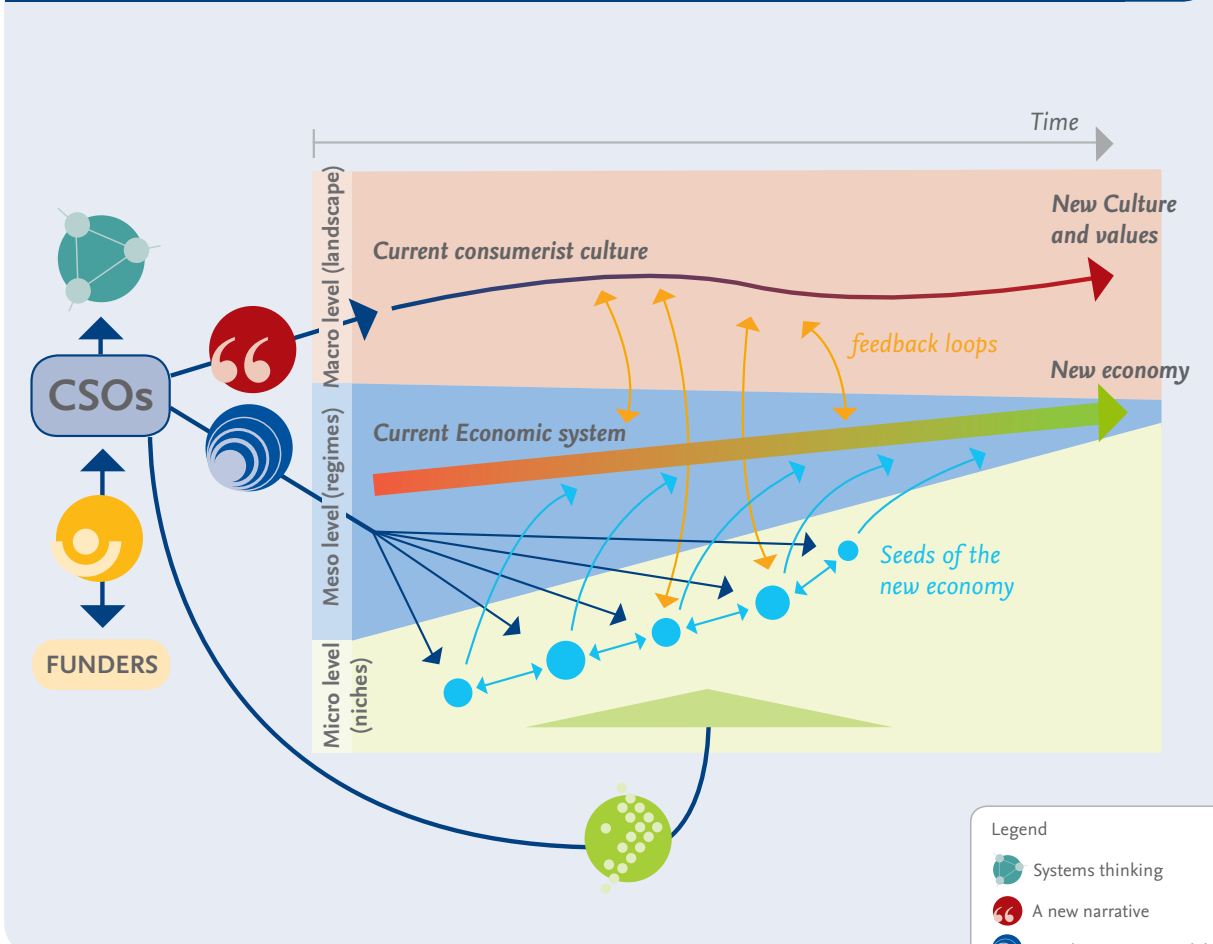 Time
Macro level (landscape)
New Culture
and values
Current consumerist culture
feedback loops
New economy
CSOs
Meso level (regimes)
Current Economic system
Seeds of the
new economy
FUNDERS
Micro level
(niches)
Legend
Systems thinking
A new narrative